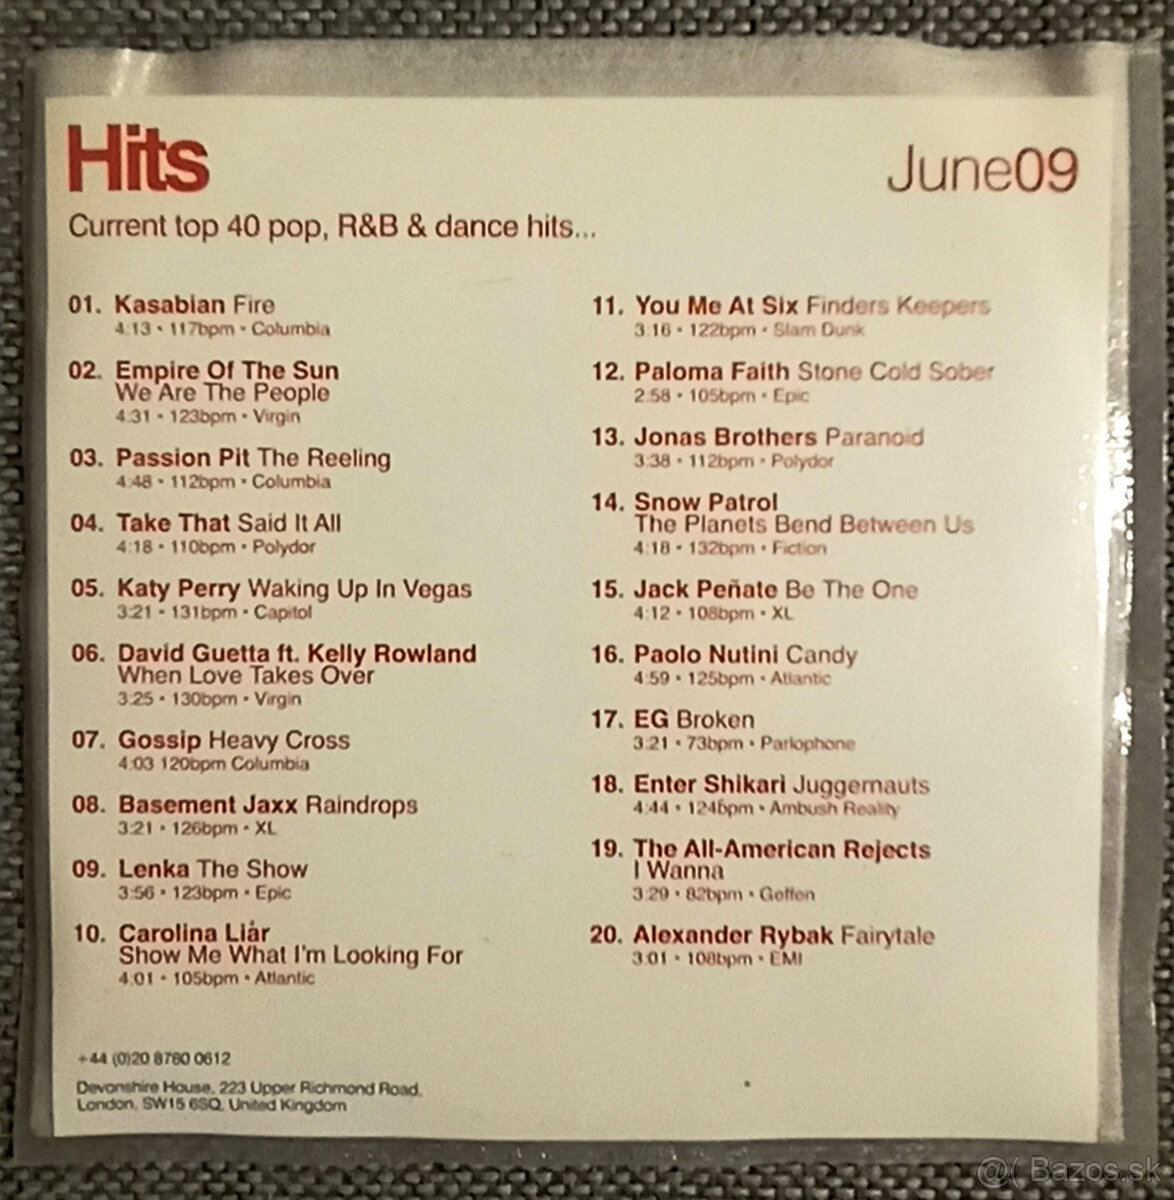 Hits
June09
Current top 40 pop, R&B & dance hits...
01. Kasabian Fire
4:13 • 117bpm • Columbia
02. Empire Of The Sun
We Are The People
4:31 • 123bpm • Virgin
03. Passion Pit The Reeling
4:48 • 112bpm • Columbia
04. Take That Said It All
4:18 • 110bpm • Polydor
05. Katy Perry Waking Up In Vegas
3:21 • 131bpm • Capitol
06. David Guetta ft. Kelly Rowland
When Love Takes Over
3:25 • 130bpm • Virgin
07. Gossip Heavy Cross
4:03 120bpm Columbia
08. Basement Jaxx Raindrops
3:21 • 126bpm • XL
09. Lenka The Show
3:56 • 123bpm • Epic
10. Carolina Liår
Show Me What I'm Looking For
4:01 • 105bpm • Atlantic
11. You Me At Six Finders Keepers
3:16 • 122bpm • Slam Dunk
12. Paloma Faith Stone Cold Sober
2:58 • 105bpm • Epic
13. Jonas Brothers Paranoid
3:38 • 112bpm • Polydor
14. Snow Patrol
The Planets Bend Between Us
4:18 • 132bpm • Fiction
15. Jack Peñate Be The One
4:12 • 108bpm • XL
16. Paolo Nutini Candy
4:59 • 125bpm • Atlantic
17. EG Broken
3:21 • 73bpm • Parlophone
18. Enter Shikari Juggernauts
4:44 • 124bpm • Ambush Reality
19. The All-American Rejects
I Wanna
3:29 • 82bpm • Geffen
20. Alexander Rybak Fairytale
3:01 • 108bpm • EMI
+44 (0)20 8780 0612
Devonshire House, 223 Upper Richmond Road,
London, SW15 6SQ, United Kingdom
@( Bazos.sk